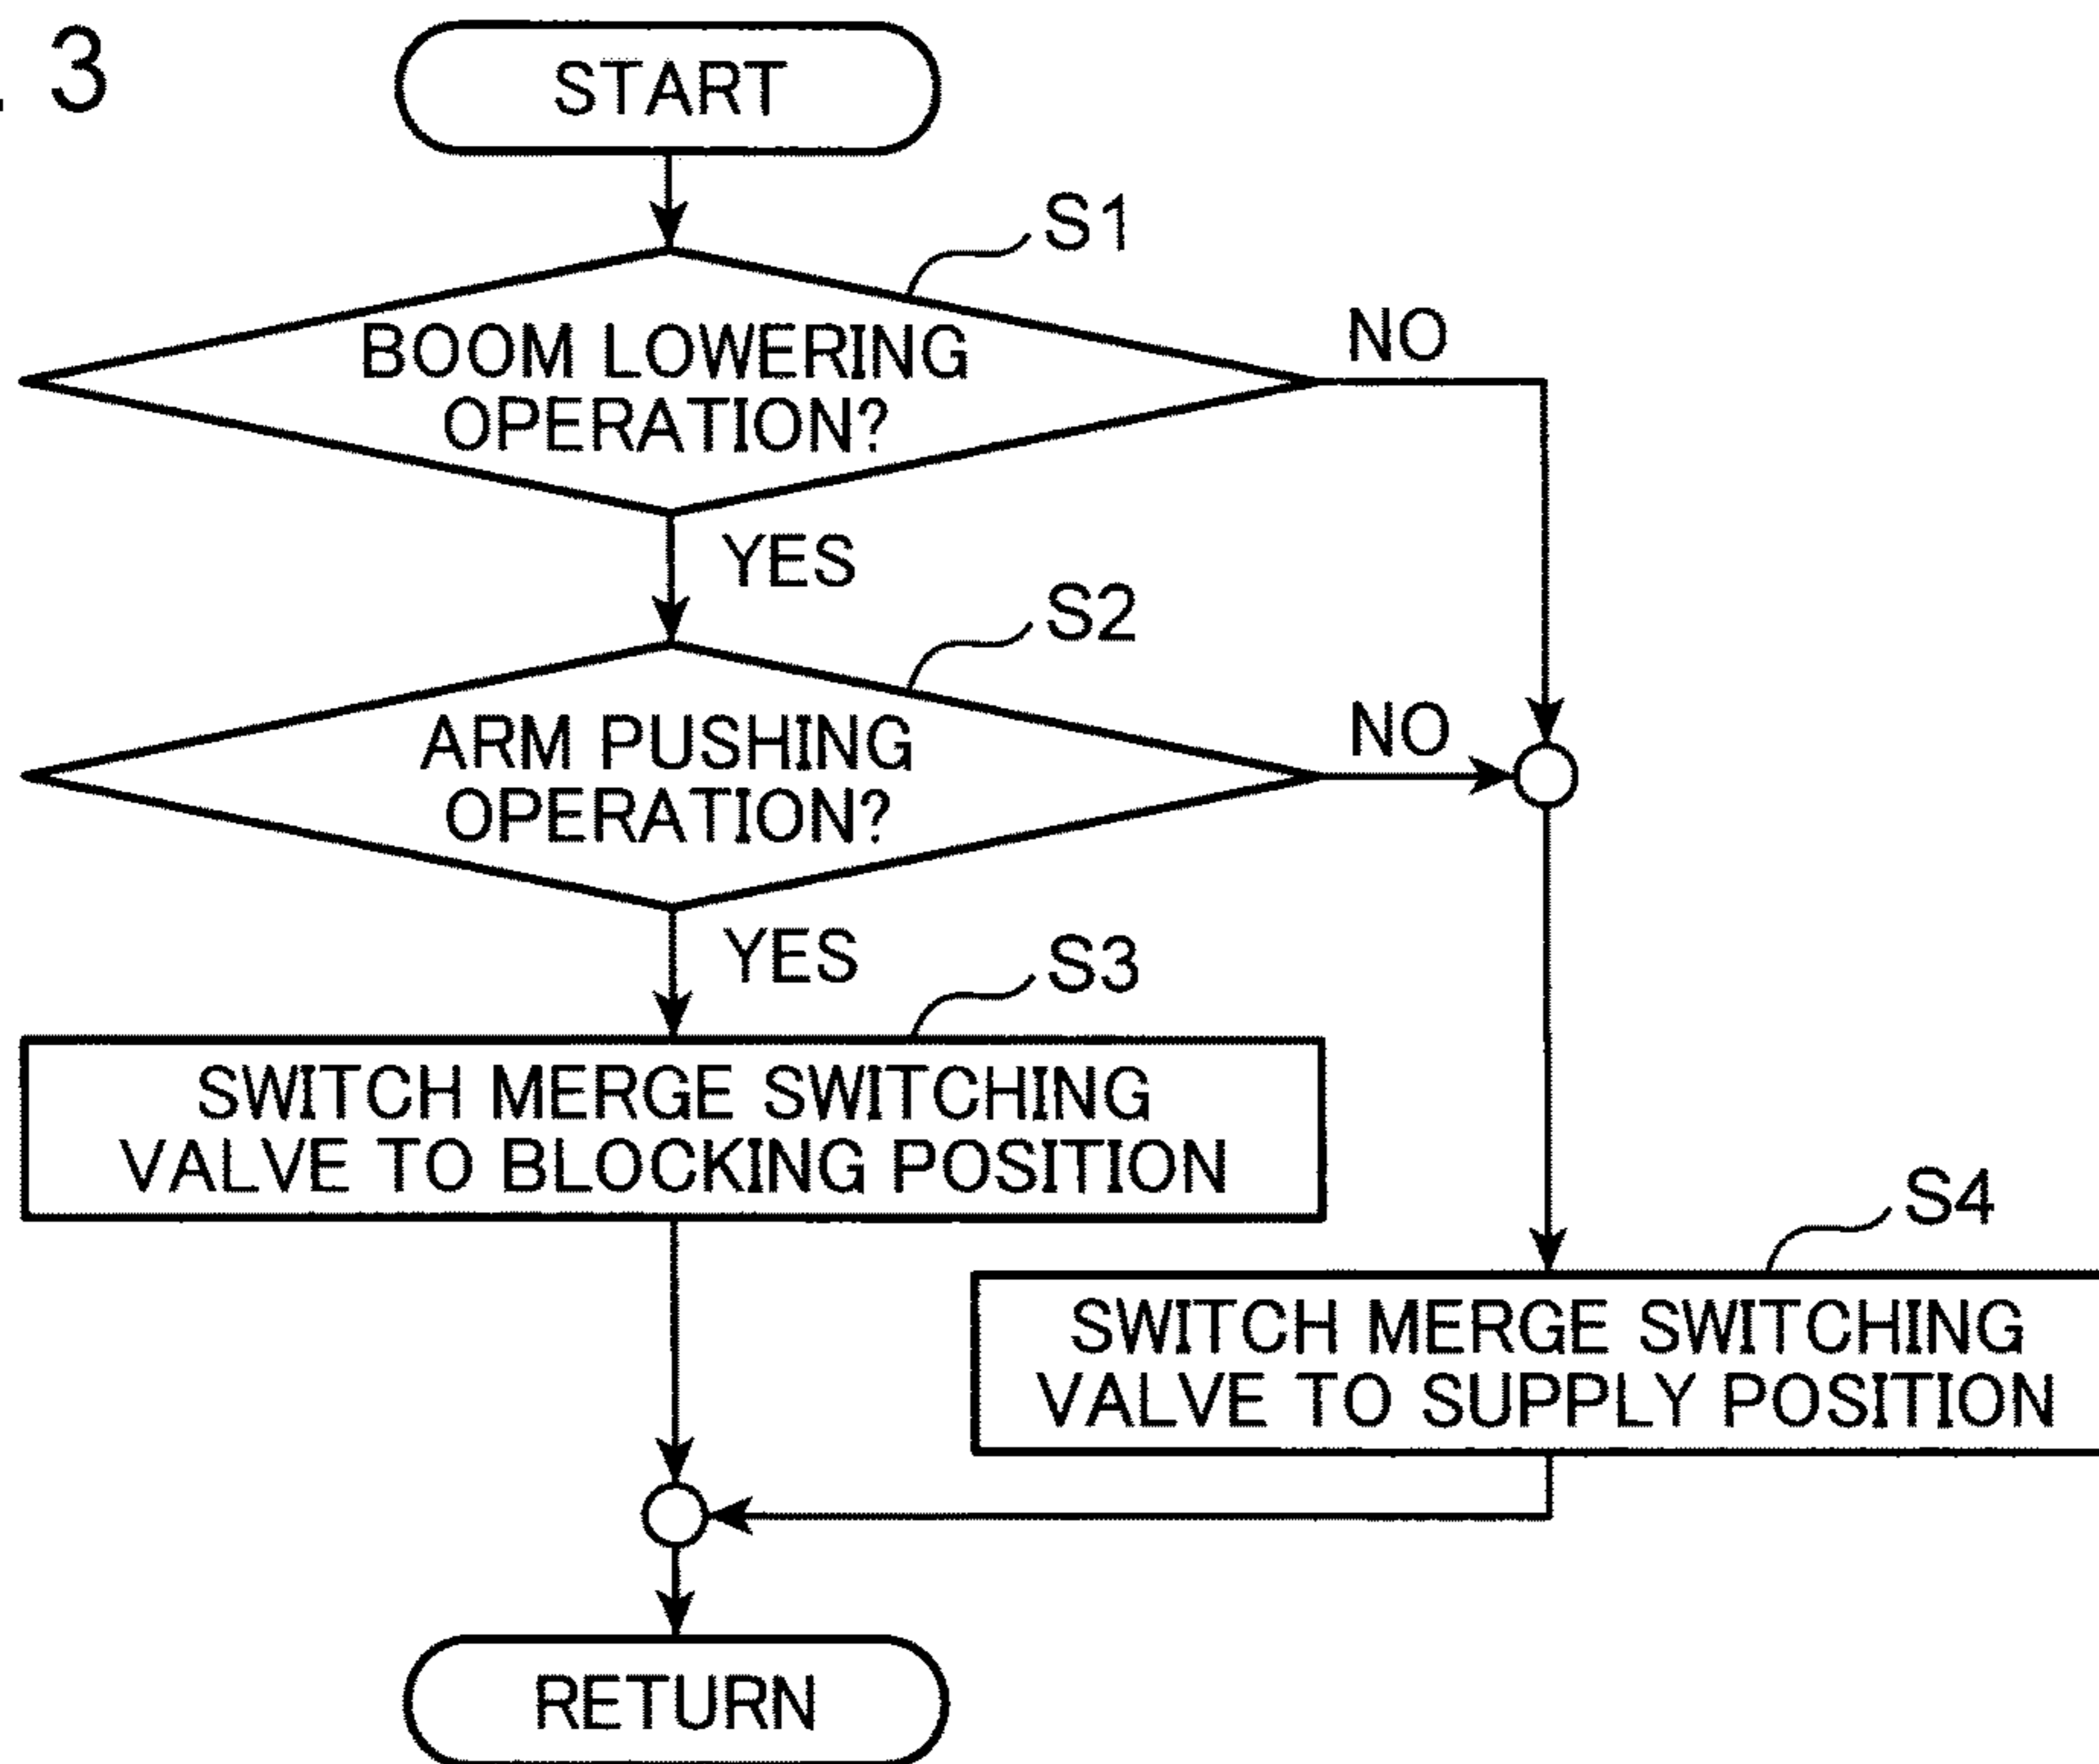 . 3
START
S1
BOOM LOWERING
OPERATION?
NO
YES
S2
ARM PUSHING
OPERATION?
NO
YES
S3
SWITCH MERGE SWITCHING
VALVE TO BLOCKING POSITION
S4
SWITCH MERGE SWITCHING
VALVE TO SUPPLY POSITION
RETURN